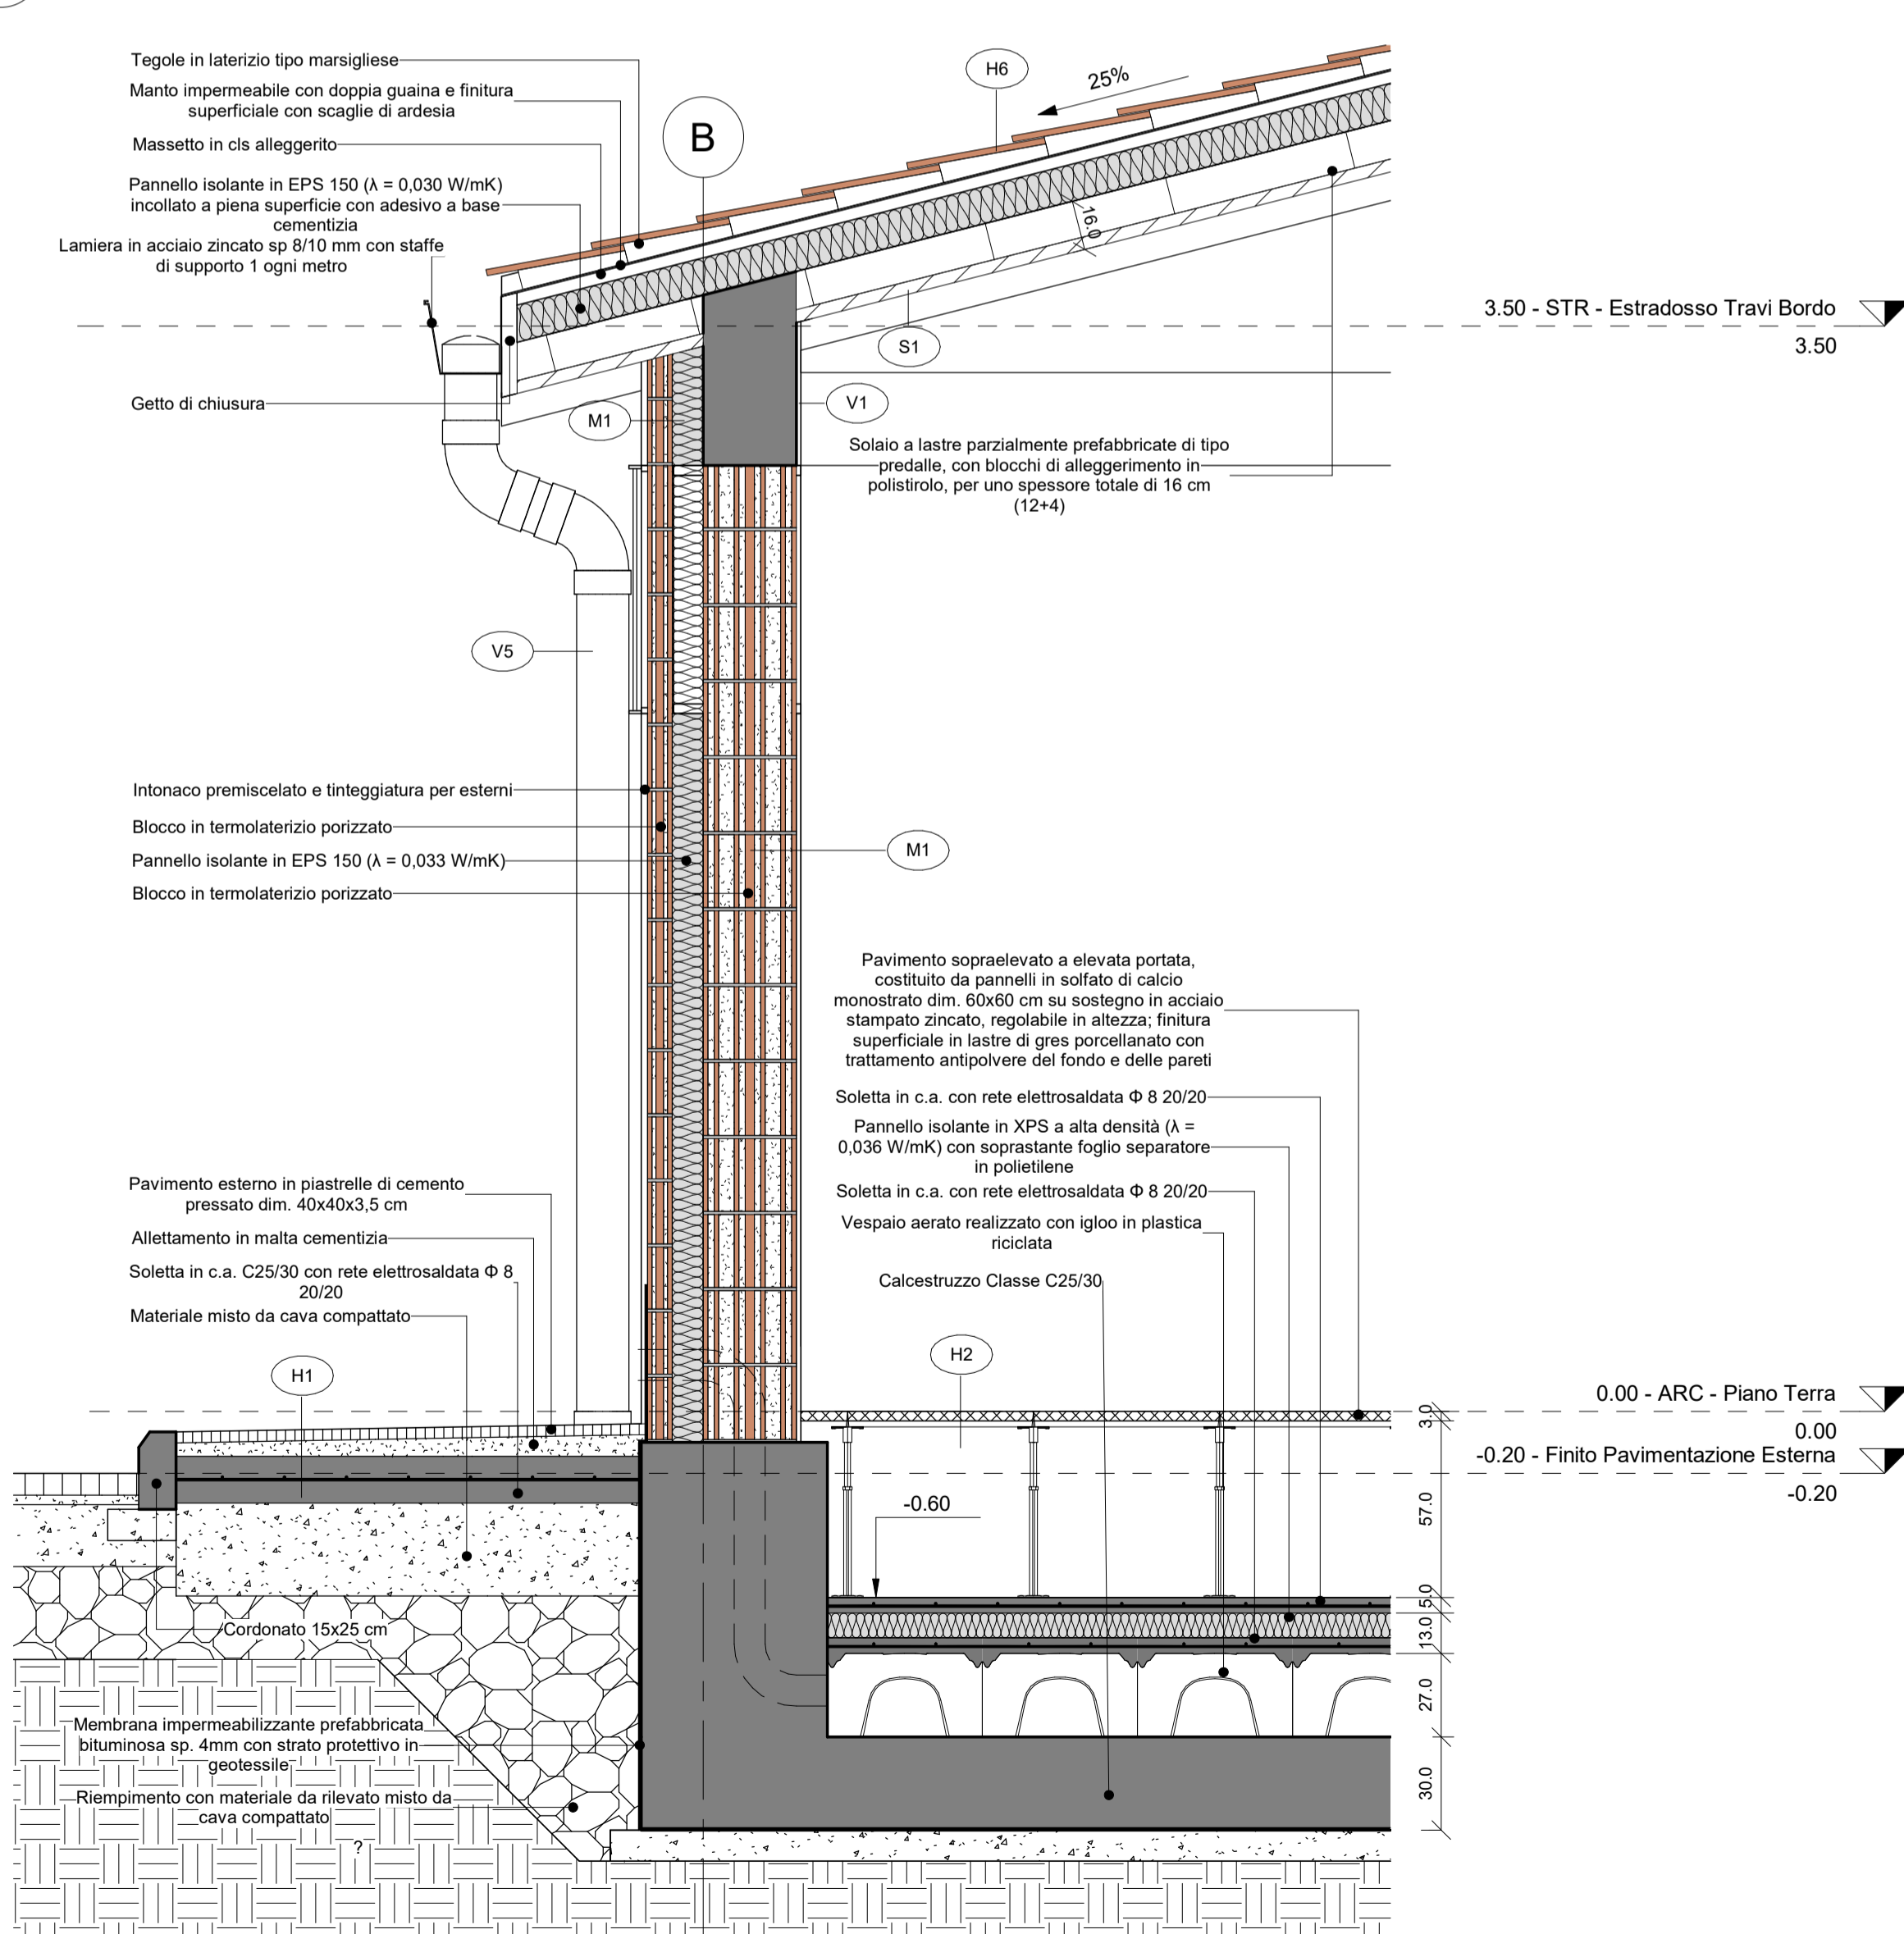 Tegole in laterizio tipo marsigliese
Manto impermeabile con doppia guaina e finitura
superficiale con scaglie di ardesia
Massetto in cls alleggerito
Pannello isolante in EPS 150 (λ = 0,030 W/mK)
incollato a piena superficie con adesivo a base
cementizia
Lamiera in acciaio zincato sp 8/10 mm con staffe
di supporto 1 ogni metro
Getto di chiusura
B
H6
25%
16.0
S1
M1
V1
3.50 - STR - Estradosso Travi Bordo
3.50
Solaio a lastre parzialmente prefabbricate di tipo
predalle, con blocchi di alleggerimento in
polistirolo, per uno spessore totale di 16 cm
(12+4)
V5
Intonaco premiscelato e tinteggiatura per esterni
Blocco in termolaterizio porizzato
Pannello isolante in EPS 150 (λ = 0,033 W/mK)
Blocco in termolaterizio porizzato
M1
Pavimento sopraelevato a elevata portata,
costituito da pannelli in solfato di calcio
monostrato dim. 60x60 cm su sostegno in acciaio
stampato zincato, regolabile in altezza; finitura
superficiale in lastre di gres porcellanato con
trattamento antipolvere del fondo e delle pareti
Soletta in c.a. con rete elettrosaldata Φ 8 20/20
Pannello isolante in XPS a alta densità (λ =
0,036 W/mK) con soprastante foglio separatore
in polietilene
Soletta in c.a. con rete elettrosaldata Φ 8 20/20
Vespaio aerato realizzato con igloo in plastica
riciclata
Calcestruzzo Classe C25/30
H2
Pavimento esterno in piastrelle di cemento
pressato dim. 40x40x3,5 cm
Allettamento in malta cementizia
Soletta in c.a. C25/30 con rete elettrosaldata Φ 8
20/20
Materiale misto da cava compattato
H1
0.00 - ARC - Piano Terra
0.00
-0.20 - Finito Pavimentazione Esterna
-0.20
-0.60
3.0
57.0
5.0
13.0
27.0
30.0
Cordonato 15x25 cm
Membrana impermeabilizzante prefabbricata
bituminosa sp. 4mm con strato protettivo in
geotessile
Riempimento con materiale da rilevato misto da
cava compattato
?